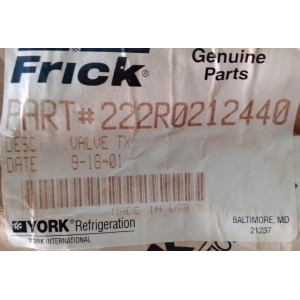 Frick®
Genuine
Parts
PART# 222R0212440
DESC: VALVE TX
DATE 9-18-01
MADE IN USA
YORK® Refrigeration
YORK INTERNATIONAL
BALTIMORE, MD
21237